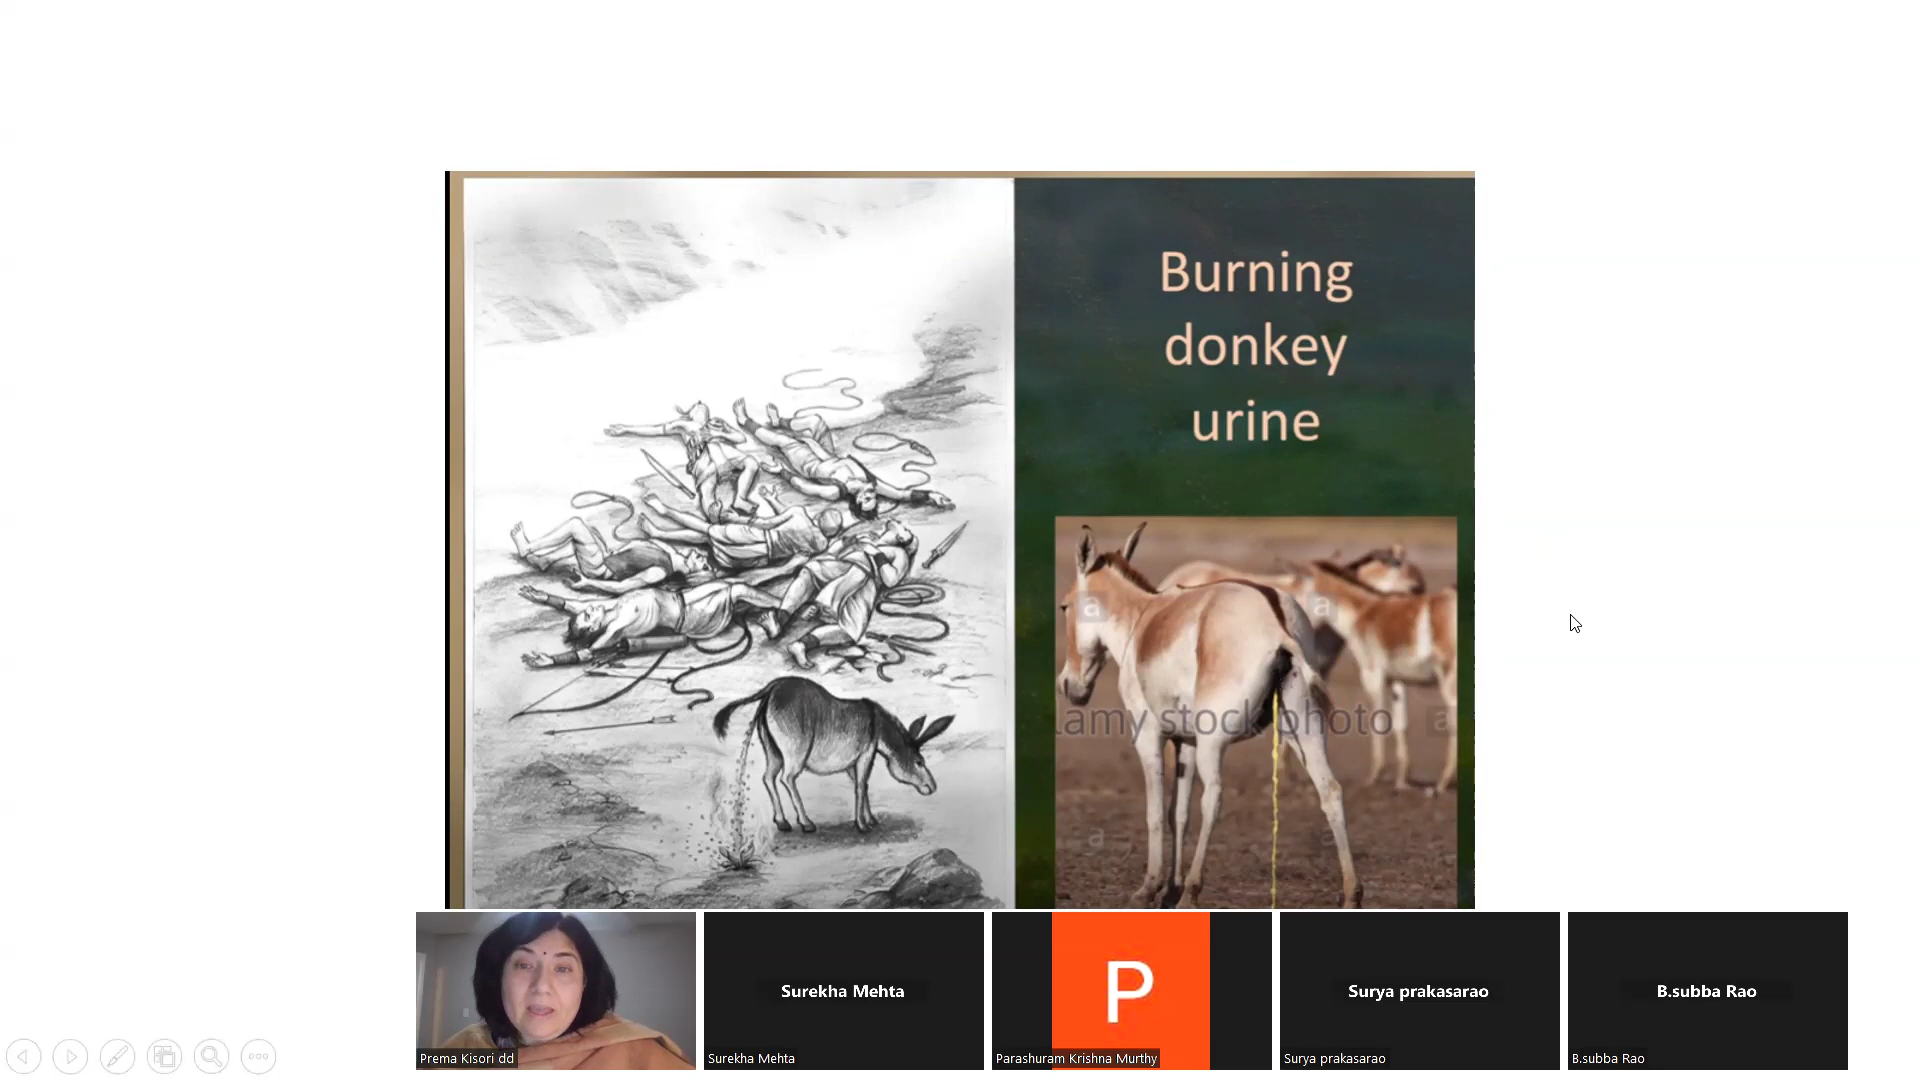 Burning
donkey
urine
a
a
lamy stock photo
a
a
a
Surekha Mehta
P
Surya prakasarao
B.subba Rao
Prema Kisori dd
Surekha Mehta
Parashuram Krishna Murthy
Surya prakasarao
B.subba Rao